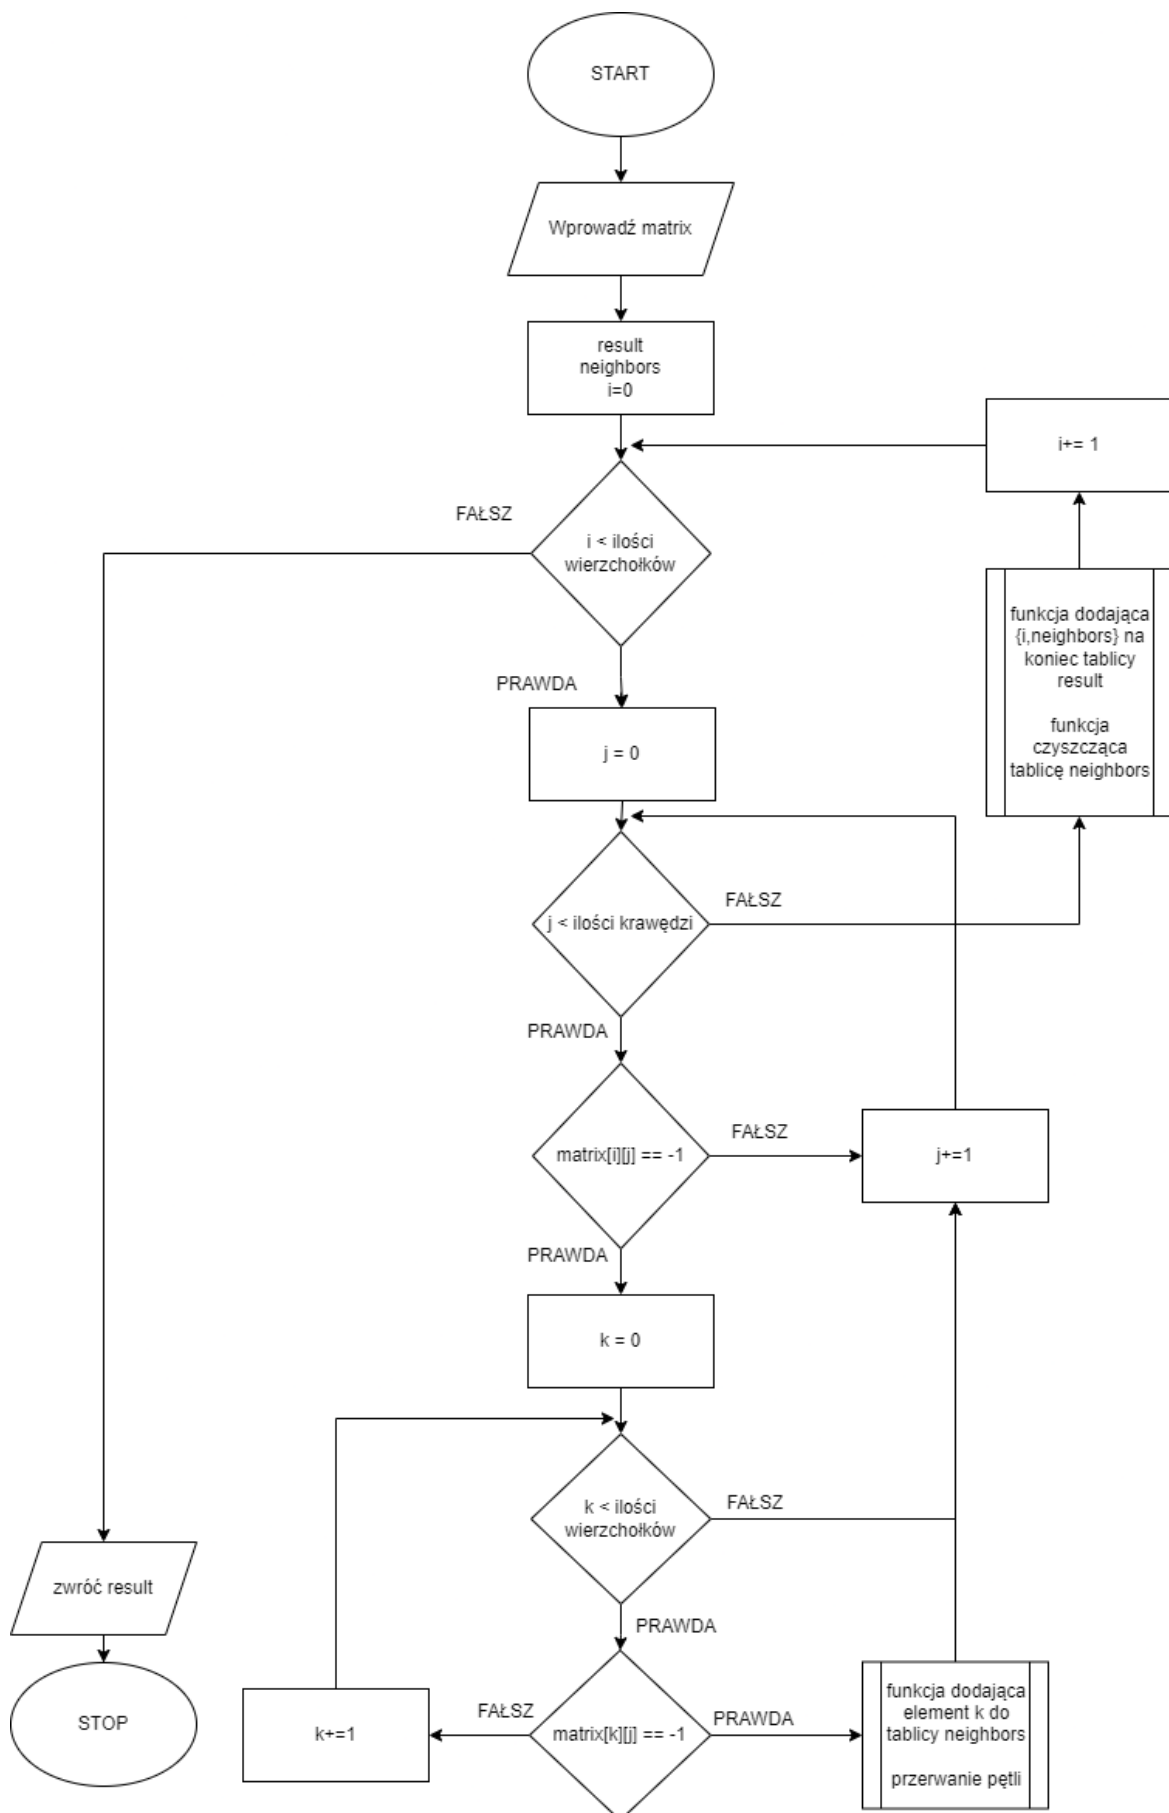 START
Wprowadź matrix
result
neighbors
i=0
i+= 1
FAŁSZ
i < ilości
wierzchołków
funkcja dodająca
{i,neighbors} na
koniec tablicy
result
funkcja
czyszcząca
tablicę neighbors
PRAWDA
j = 0
j < ilości krawędzi
FAŁSZ
PRAWDA
matrix[i][j] == -1
FAŁSZ
j+=1
PRAWDA
k = 0
k < ilości
wierzchołków
FAŁSZ
zwróć result
PRAWDA
STOP
k+=1
FAŁSZ
matrix[k][j] == -1
PRAWDA
funkcja dodająca
element k do
tablicy neighbors
przerwanie pętli